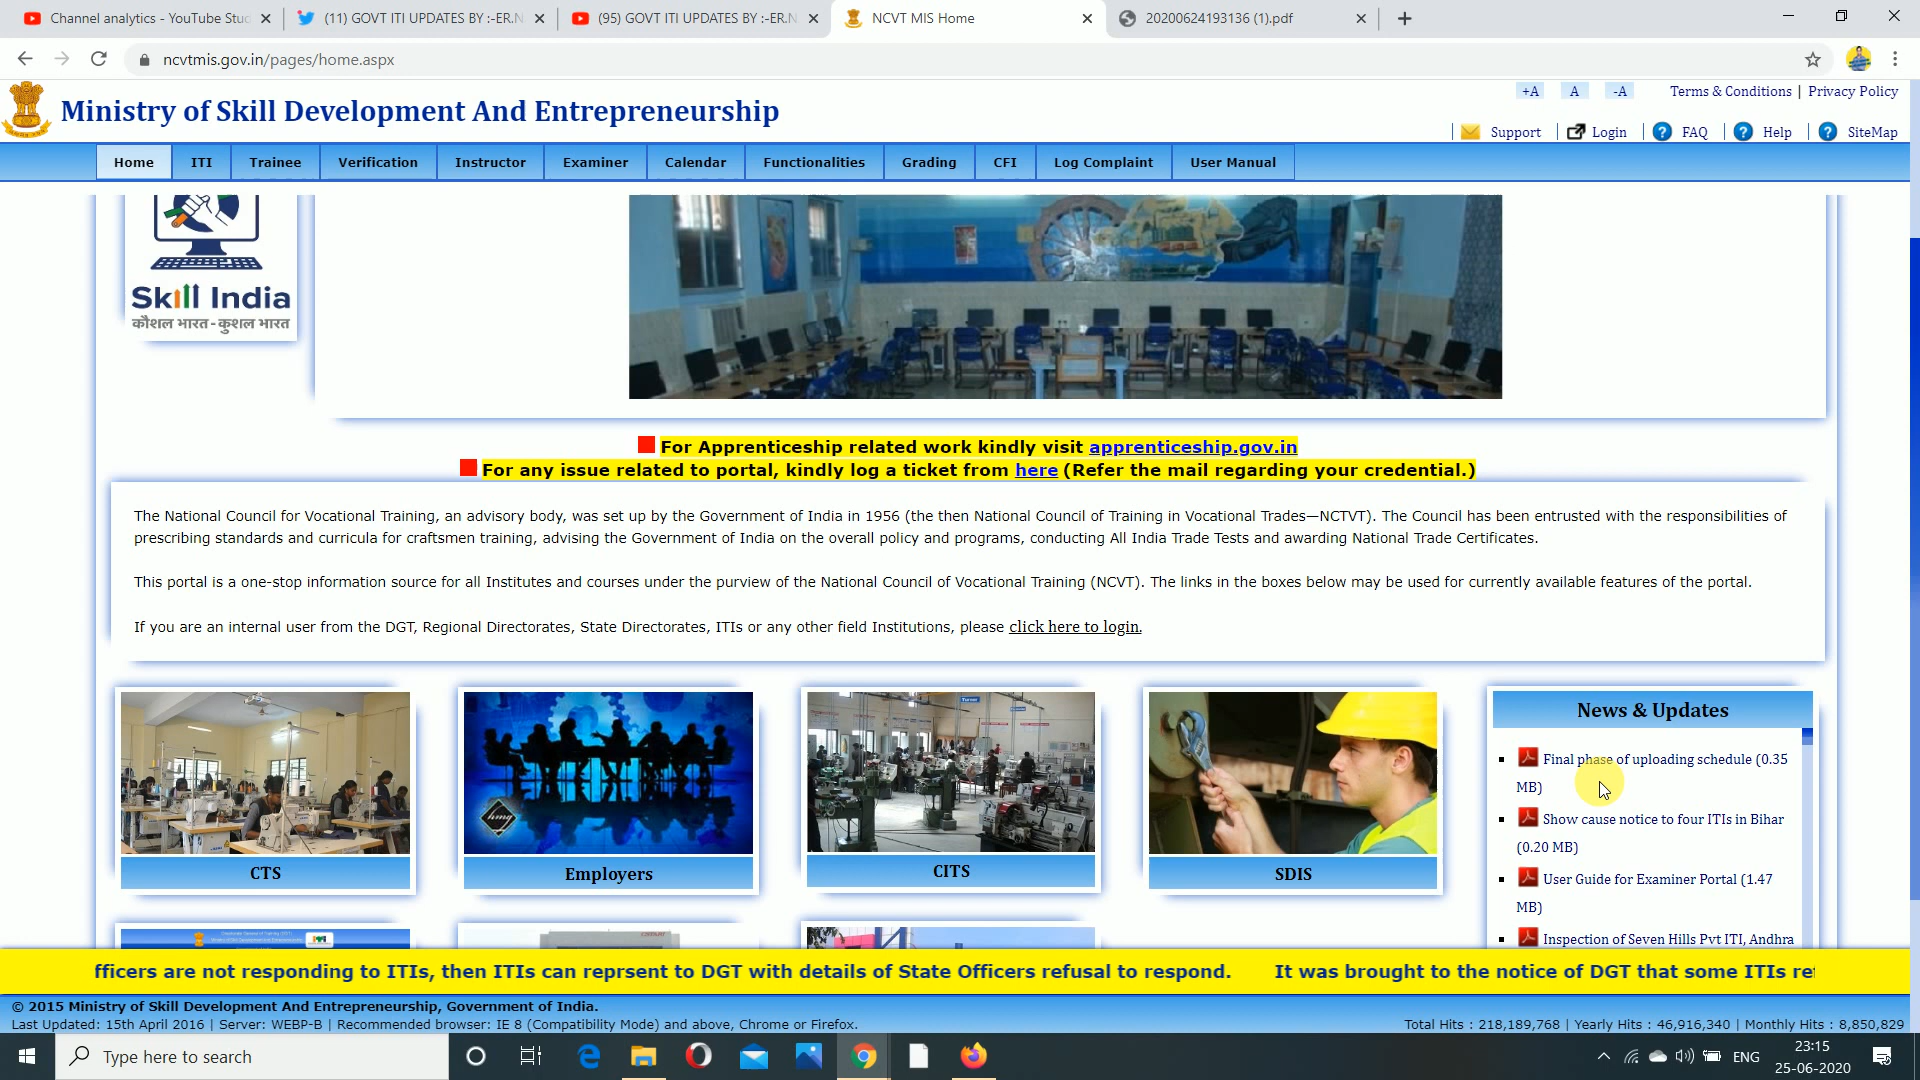 Channel analytics - YouTube Stud
(11) GOVT ITI UPDATES BY :-ER.N
(95) GOVT ITI UPDATES BY :-ER.N
NCVT MIS Home
20200624193136 (1).pdf
ncvtmis.gov.in/pages/home.aspx
Ministry of Skill Development And Entrepreneurship
+A A -A Terms & Conditions | Privacy Policy
Support Login FAQ Help SiteMap
Home ITI Trainee Verification Instructor Examiner Calendar Functionalities Grading CFI Log Complaint User Manual
Skill India
कौशल भारत - कुशल भारत
For Apprenticeship related work kindly visit apprenticeship.gov.in
For any issue related to portal, kindly log a ticket from here (Refer the mail regarding your credential.)
The National Council for Vocational Training, an advisory body, was set up by the Government of India in 1956 (the then National Council of Training in Vocational Trades—NCTVT). The Council has been entrusted with the responsibilities of
prescribing standards and curricula for craftsmen training, advising the Government of India on the overall policy and programs, conducting All India Trade Tests and awarding National Trade Certificates.
This portal is a one-stop information source for all Institutes and courses under the purview of the National Council of Vocational Training (NCVT). The links in the boxes below may be used for currently available features of the portal.
If you are an internal user from the DGT, Regional Directorates, State Directorates, ITIs or any other field Institutions, please click here to login.
CTS
Employers
CITS
SDIS
News & Updates
Final phase of uploading schedule (0.35
MB)
Show cause notice to four ITIs in Bihar
(0.20 MB)
User Guide for Examiner Portal (1.47
MB)
Inspection of Seven Hills Pvt ITI, Andhra
fficers are not responding to ITIs, then ITIs can reprsent to DGT with details of State Officers refusal to respond. It was brought to the notice of DGT that some ITIs re
© 2015 Ministry of Skill Development And Entrepreneurship, Government of India.
Last Updated: 15th April 2016 | Server: WEBP-B | Recommended browser: IE 8 (Compatibility Mode) and above, Chrome or Firefox.
Total Hits : 218,189,768 | Yearly Hits : 46,916,340 | Monthly Hits : 8,850,829
Type here to search
ENG
23:15
25-06-2020